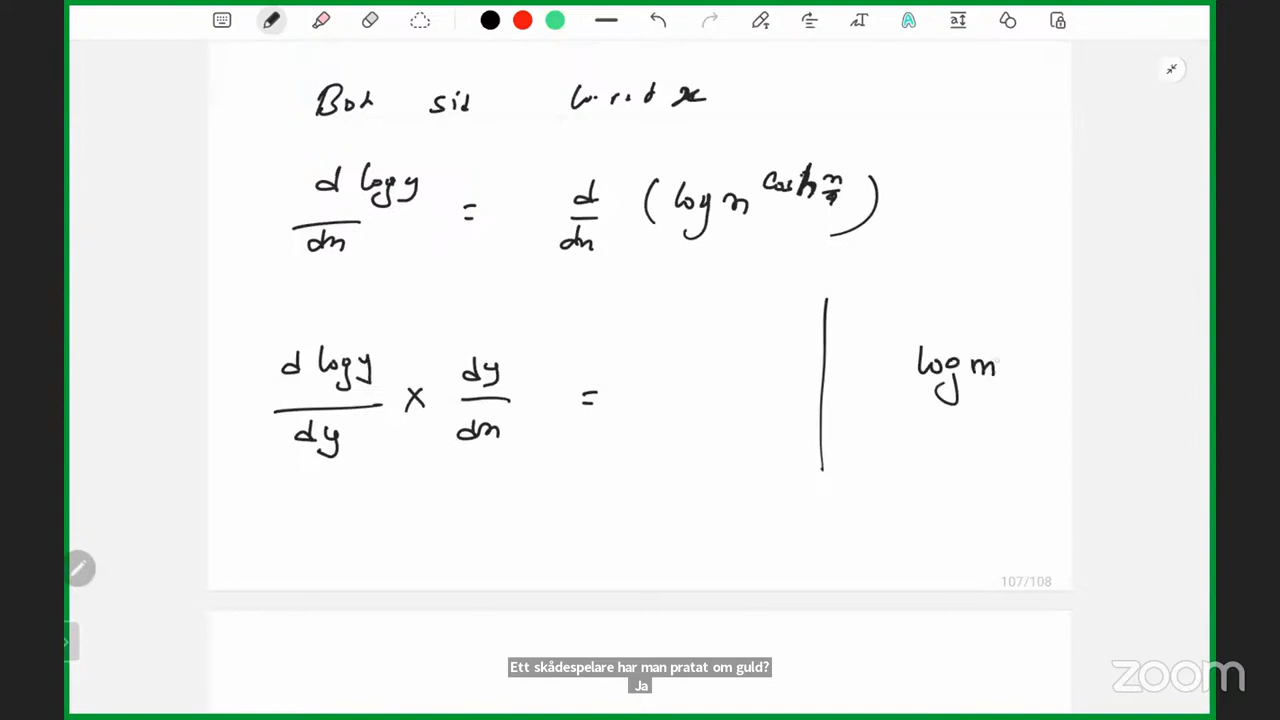 Both sid w.r.t x
d log y / dx = d/dx ( log x^cosh x/a )
d log y / dy × dy/dx =
log m
107/108
Ett skådespelare har man pratat om guld?
Ja
zoom